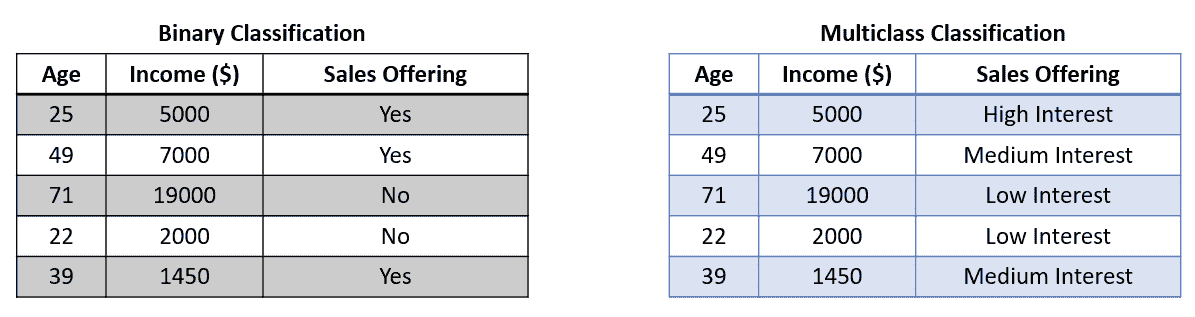 Binary Classification
Age Income ($) Sales Offering
25 5000 Yes
49 7000 Yes
71 19000 No
22 2000 No
39 1450 Yes
Multiclass Classification
Age Income ($) Sales Offering
25 5000 High Interest
49 7000 Medium Interest
71 19000 Low Interest
22 2000 Low Interest
39 1450 Medium Interest